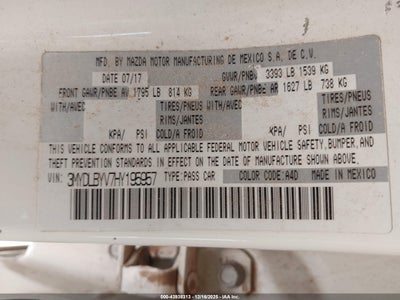 MFD. BY MAZDA MOTOR MANUFACTURING DE MEXICO S.A. DE C.V.
DATE 07/17 GVWR/PNBV 3393 LB 1539 KG
FRONT GAWR/PNBE AV 1795 LB 814 KG REAR GAWR/PNBE AR 1627 LB 738 KG
WITH/AVEC TIRES/PNEUS WITH/AVEC TIRES/PNEUS
RIMS/JANTES RIMS/JANTES
KPA/ PSI COLD/A FROID KPA/ PSI COLD/A FROID
THIS VEHICLE CONFORMS TO ALL APPLICABLE FEDERAL MOTOR VEHICLE SAFETY, BUMPER, AND
THEFT PREVENTION STANDARDS IN EFFECT ON THE DATE OF MANUFACTURE SHOWN ABOVE.
VIN: 3MYDLBYV7HY195957 TYPE:PASS CAR COLOR:A4D MADE IN MEXICO
000-43939313 - 12/16/2025 - IAAI.COM